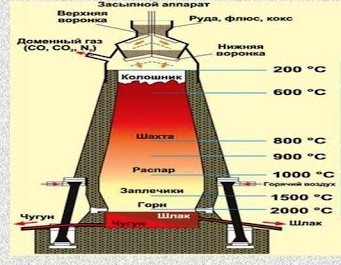 Засыпной аппарат
Верхняя
воронка
Руда, флюс, кокс
Доменный газ
(CO, CO₂, N₂)
Нижняя
воронка
Колошник
200 °C
600 °C
Шахта
800 °C
900 °C
Распар
1000 °C
Горячий воздух
Заплечики
1500 °C
Горн
2000 °C
Чугун
Чугун
Шлак
Шлак